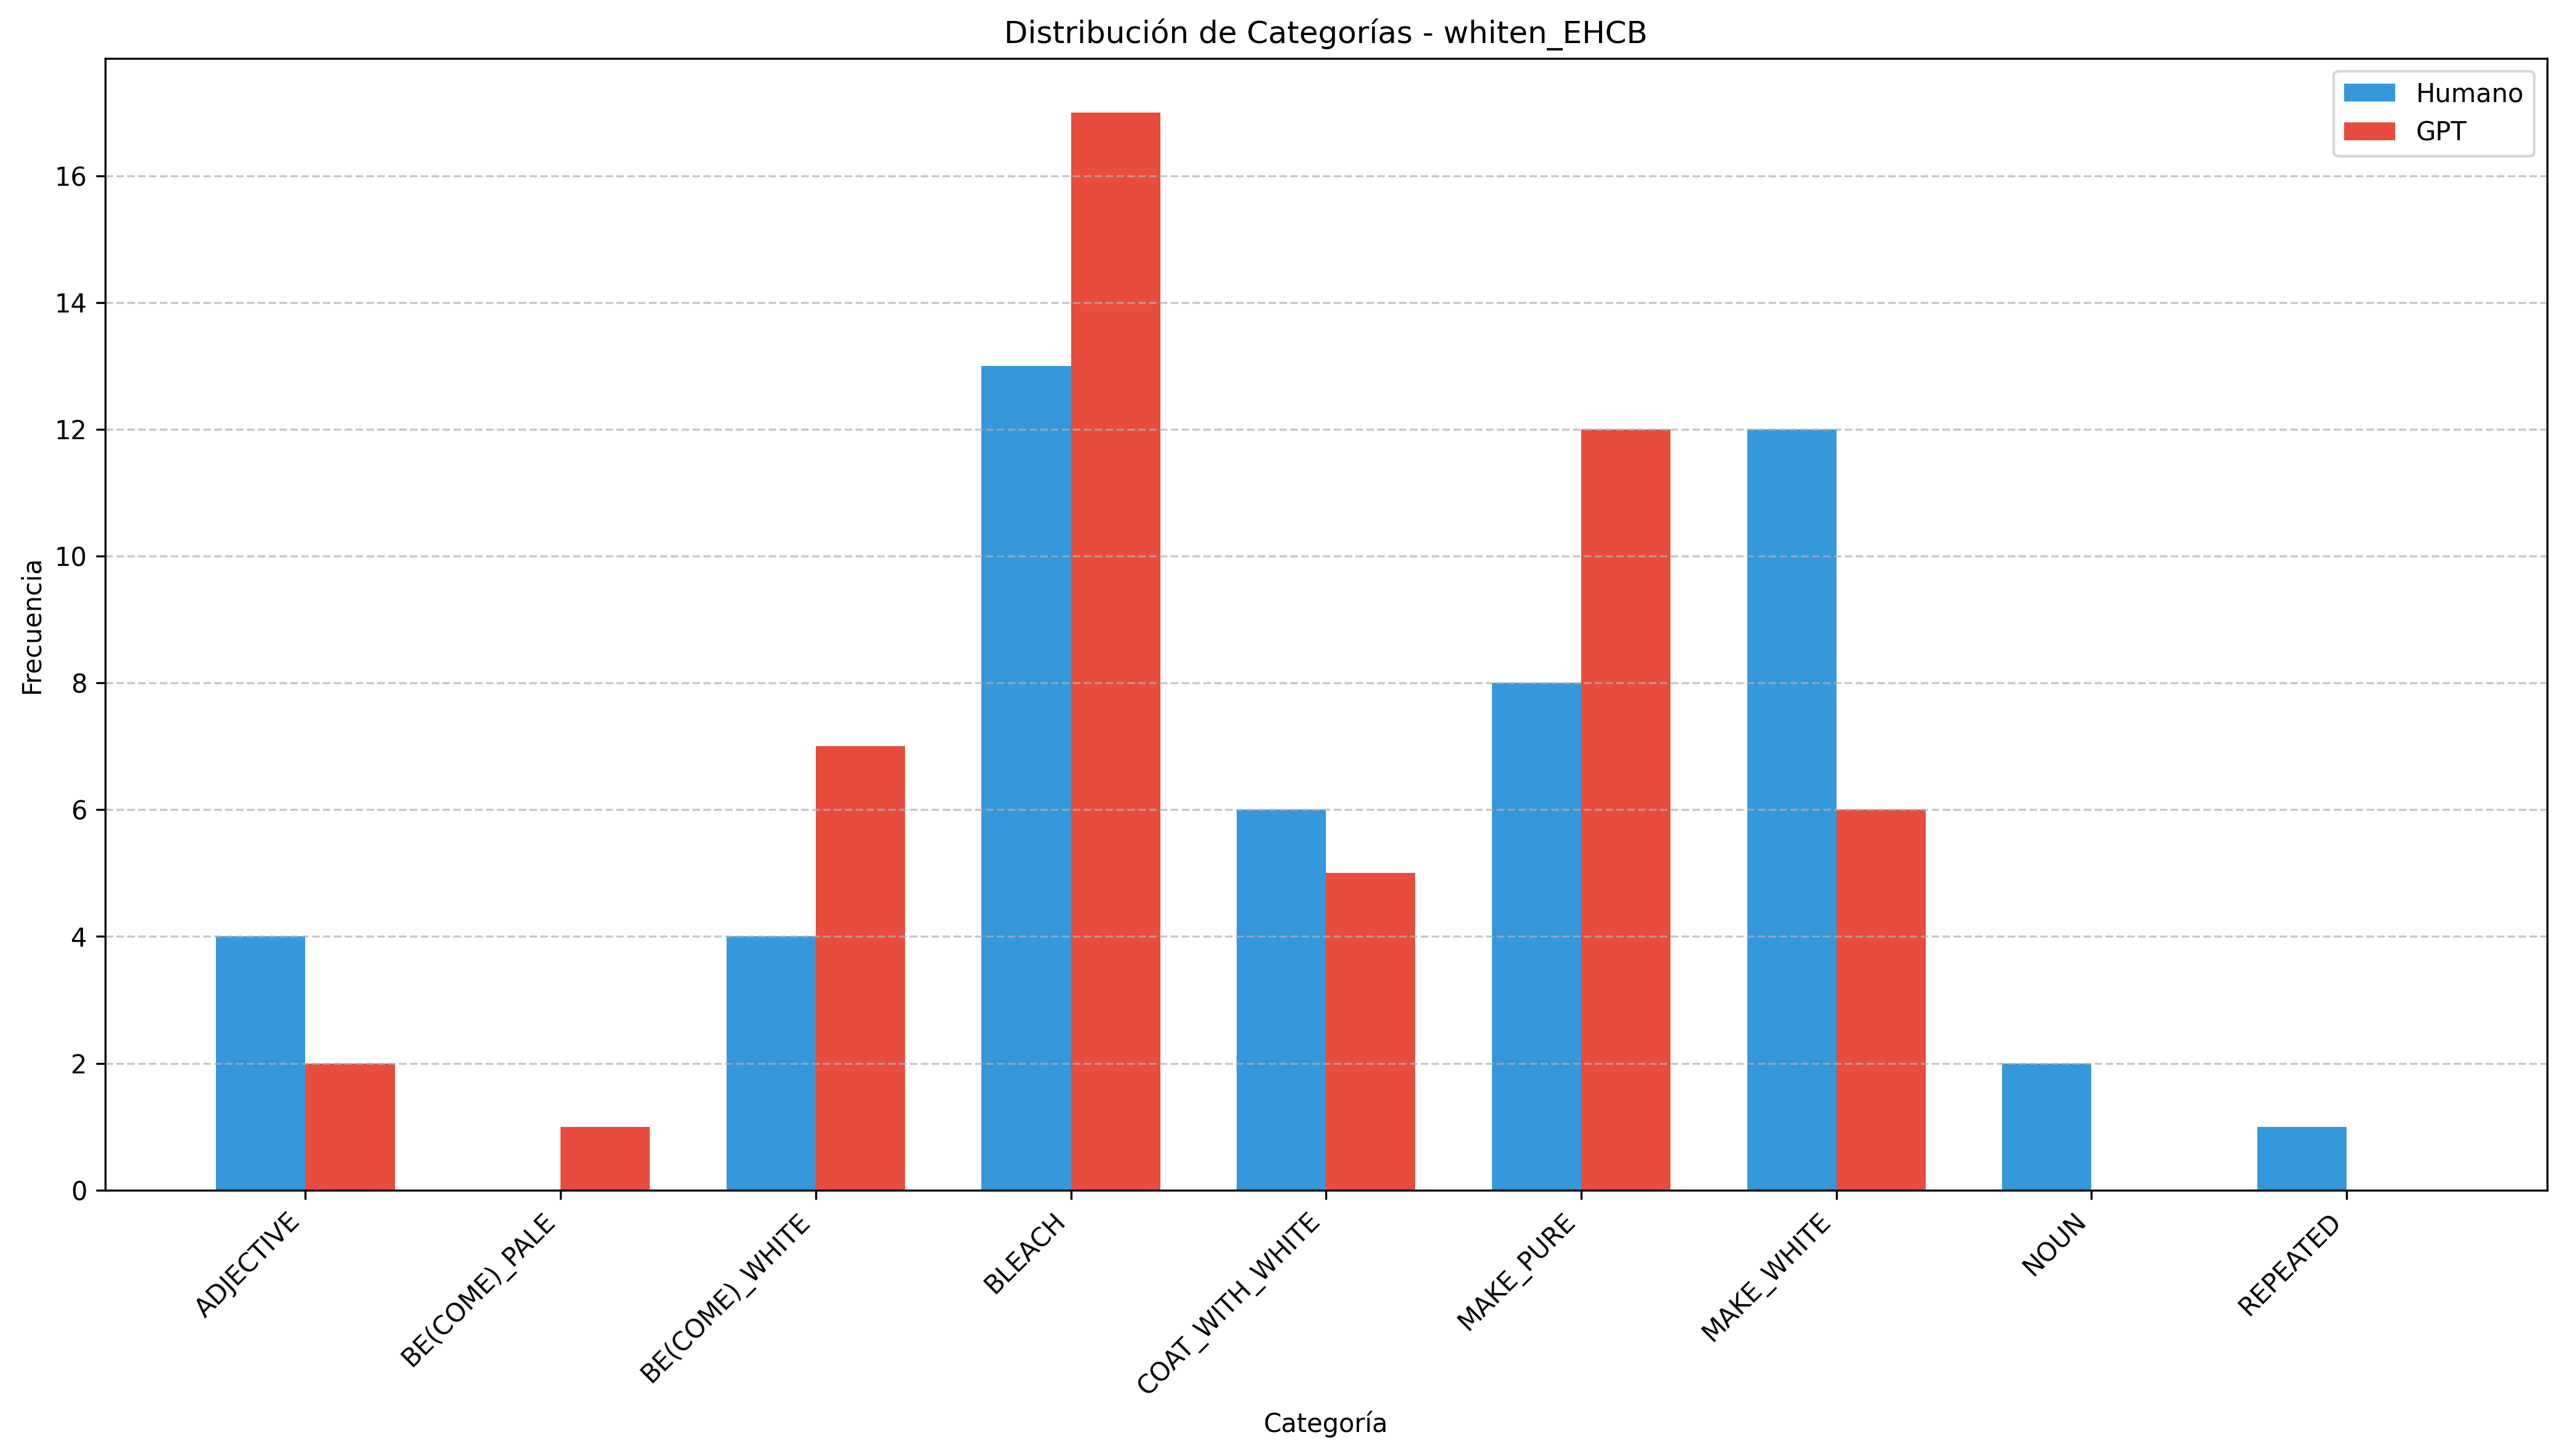 Distribución de Categorías - whiten_EHCB
Humano
GPT
Frecuencia
16
14
12
10
8
6
4
2
0
ADJECTIVE
BE(COME)_PALE
BE(COME)_WHITE
BLEACH
COAT_WITH_WHITE
MAKE_PURE
MAKE_WHITE
NOUN
REPEATED
Categoría